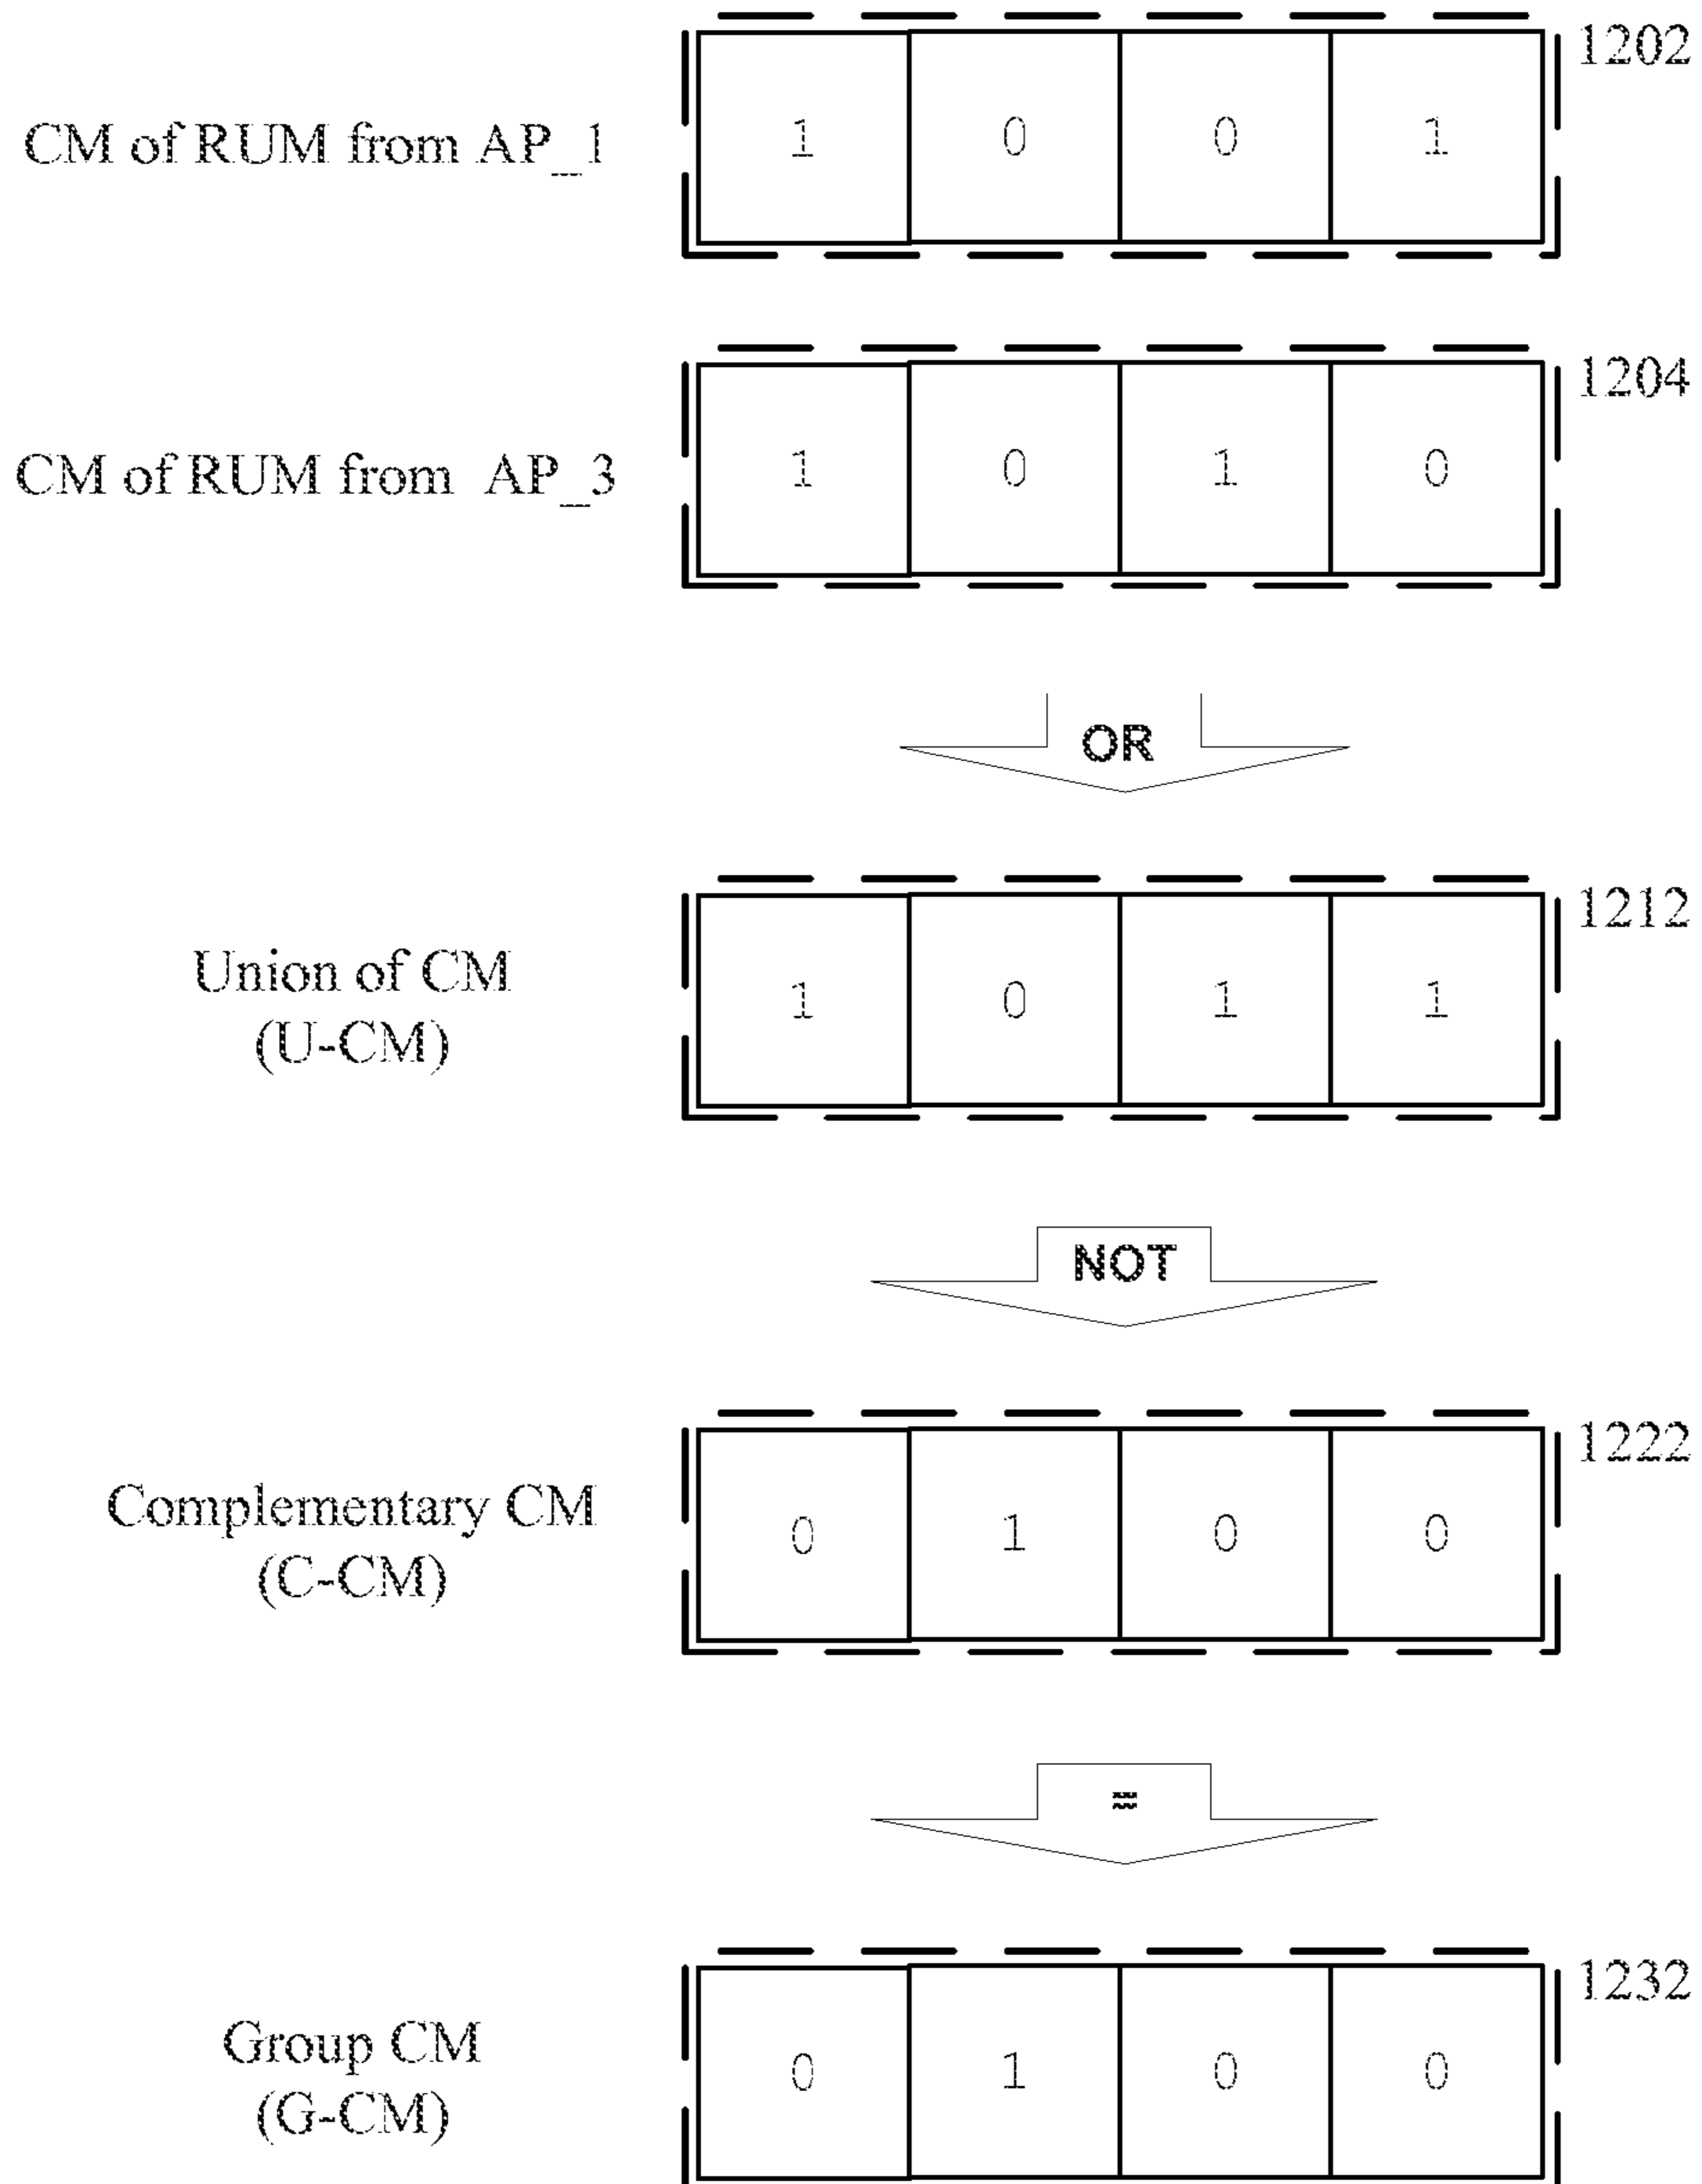 1202
CM of RUM from AP_1 1 0 0 1
1204
CM of RUM from AP_3 1 0 1 0
OR
1212
Union of CM
(U-CM) 1 0 1 1
NOT
1222
Complementary CM
(C-CM) 0 1 0 0
=
1232
Group CM
(G-CM) 0 1 0 0